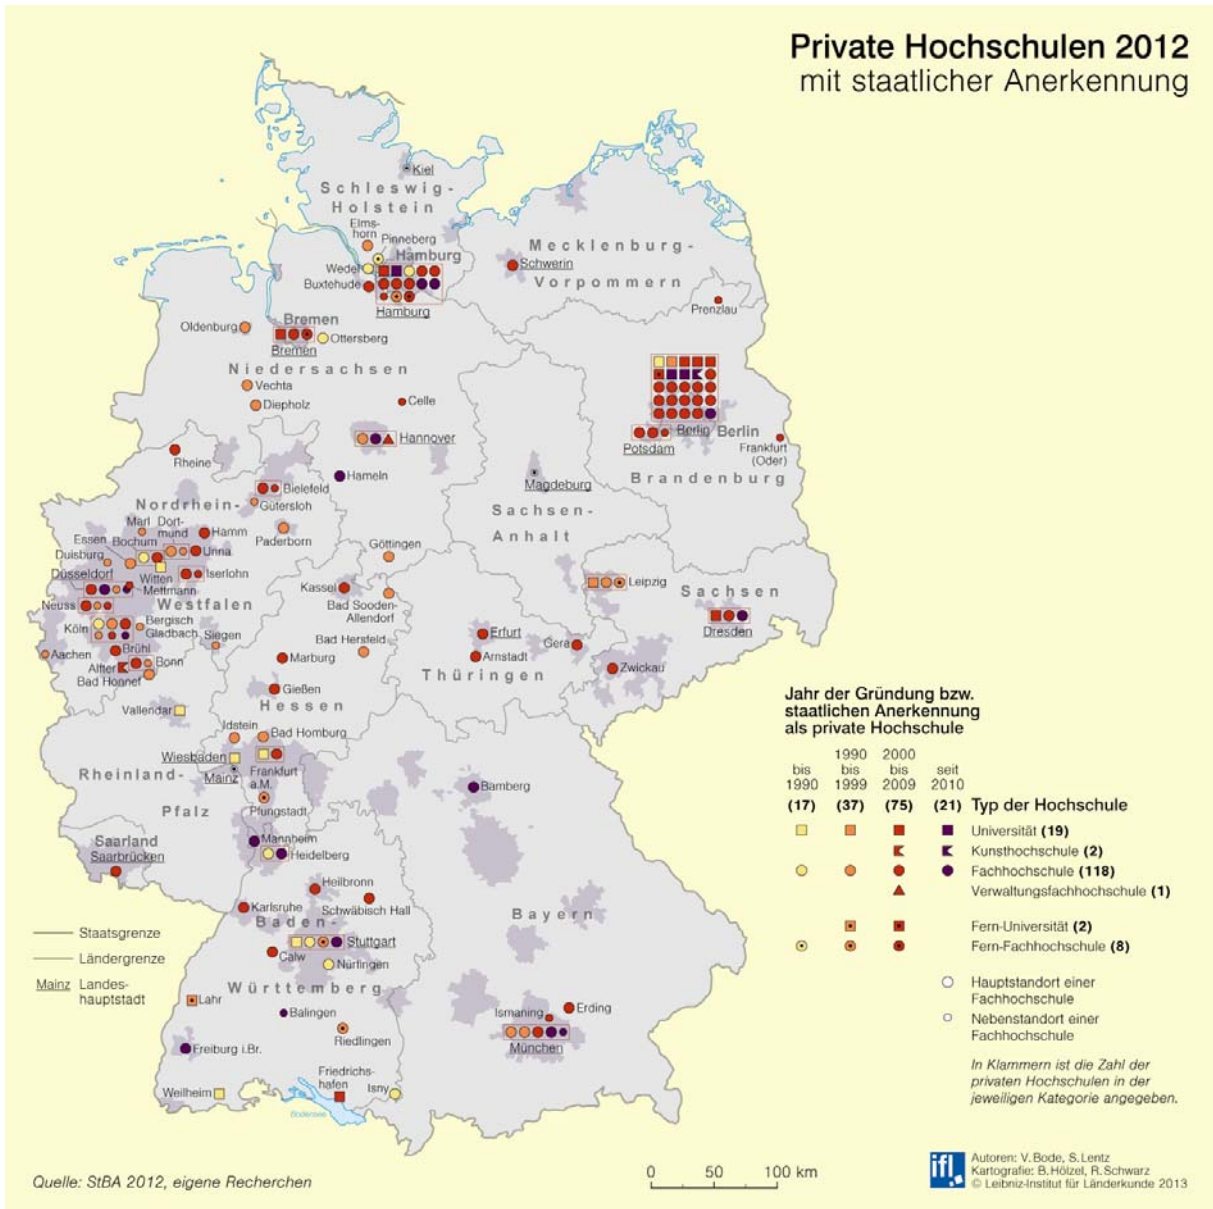 Private Hochschulen 2012
mit staatlicher Anerkennung
Kiel
Schleswig-
Holstein
Elms-
horn
Pinneberg
Hamburg
Wedel
Buxtehude
Hamburg
Mecklenburg-
Schwerin
Vorpommern
Prenzlau
Oldenburg
Bremen
Ottersberg
Bremen
Niedersachsen
Vechta
Diepholz
Celle
Hannover
Berlin
Berlin
Potsdam
Frankfurt
(Oder)
Brandenburg
Rheine
Hameln
Magdeburg
Bielefeld
Gütersloh
Nordrhein-
Sachsen-
Anhalt
Marl
Dort-
mund
Hamm
Paderborn
Essen
Bochum
Unna
Göttingen
Duisburg
Düsseldorf
Witten
Iserlohn
Mettmann
Kassel
Leipzig
Sachsen
Neuss
Westfalen
Bad Sooden-
Allendorf
Dresden
Köln
Bergisch
Gladbach
Siegen
Bad Hersfeld
Erfurt
Gera
Aachen
Brühl
Alfter
Bonn
Bad Honnef
Marburg
Arnstadt
Zwickau
Thüringen
Gießen
Hessen
Vallendar
Idstein
Bad Homburg
Wiesbaden
Mainz
Frankfurt
a.M.
Rheinland-
Pfalz
Pfungstadt
Bamberg
Saarland
Saarbrücken
Mannheim
Heidelberg
Heilbronn
Schwäbisch Hall
Karlsruhe
Baden-
Bayern
Stuttgart
Calw
Nürtingen
Württemberg
Lahr
Balingen
Riedlingen
Ismaning
Erding
München
Freiburg i.Br.
Friedrichs-
hafen
Isny
Weilheim
Bodensee
Jahr der Gründung bzw.
staatlichen Anerkennung
als private Hochschule
1990 2000
bis bis bis seit
1990 1999 2009 2010
(17) (37) (75) (21) Typ der Hochschule
Universität (19)
Kunsthochschule (2)
Fachhochschule (118)
Verwaltungsfachhochschule (1)
Fern-Universität (2)
Fern-Fachhochschule (8)
Hauptstandort einer
Fachhochschule
Nebenstandort einer
Fachhochschule
In Klammern ist die Zahl der
privaten Hochschulen in der
jeweiligen Kategorie angegeben.
Staatsgrenze
Ländergrenze
Mainz Landes-
hauptstadt
Quelle: StBA 2012, eigene Recherchen
0 50 100 km
ifl
Autoren: V. Bode, S. Lentz
Kartografie: B. Hölzel, R. Schwarz
© Leibniz-Institut für Länderkunde 2013